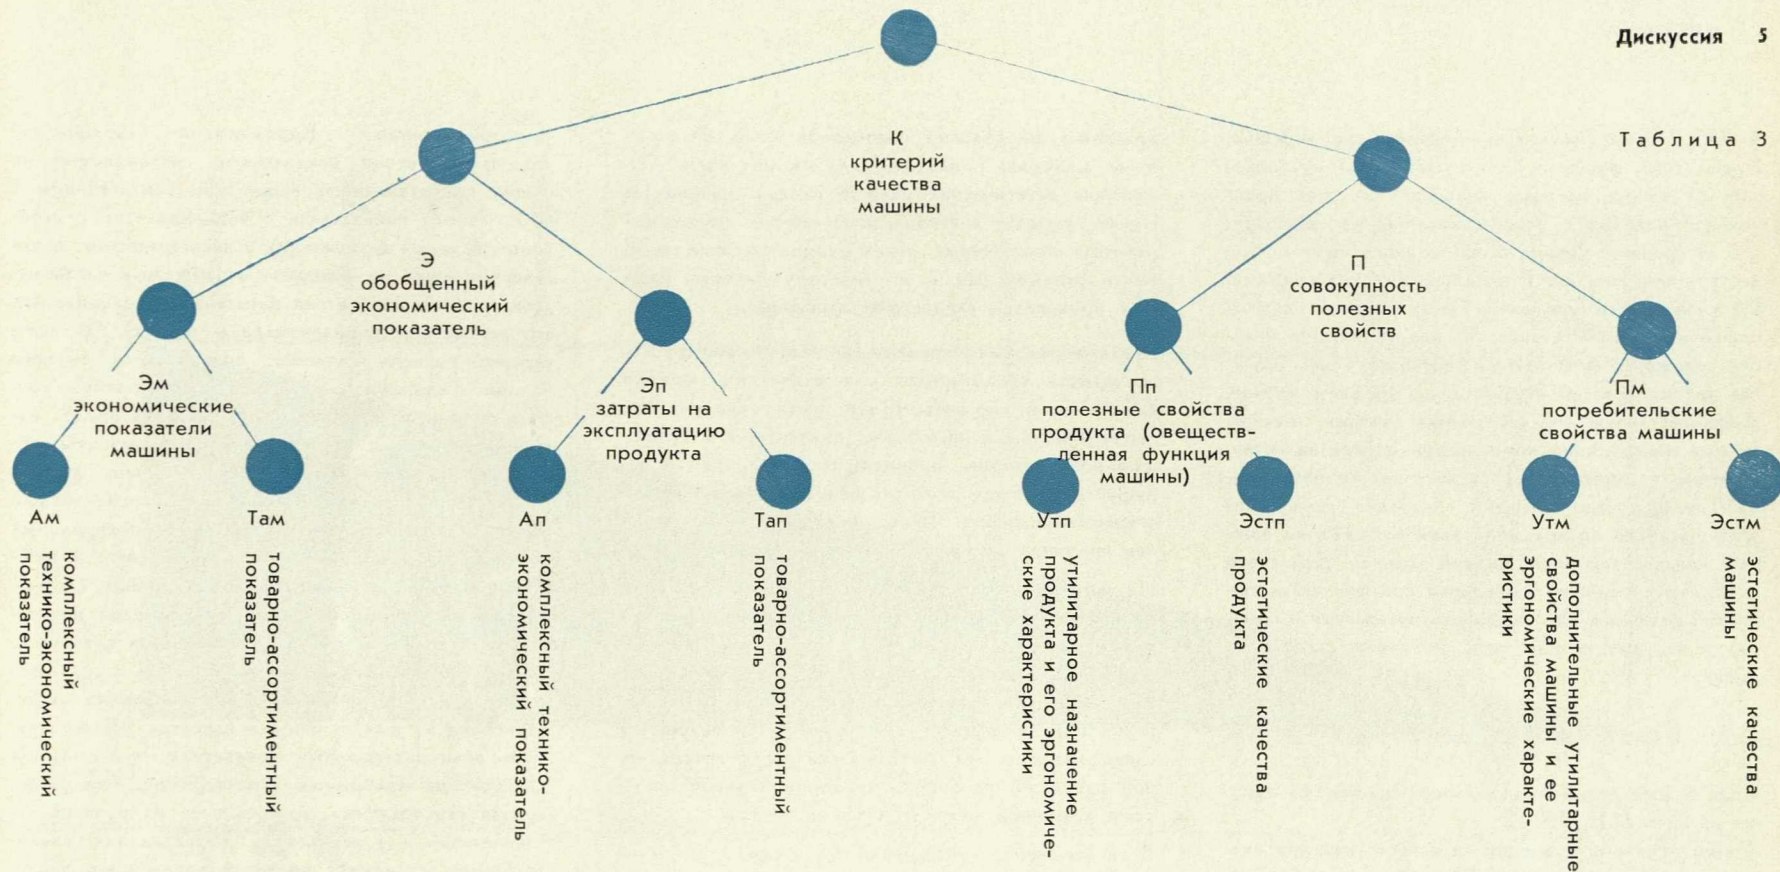 Дискуссия 5
Таблица 3
К
критерий
качества
машины
Э
обобщенный
экономический
показатель
П
совокупность
полезных
свойств
Эм
экономические
показатели
машины
Эп
затраты на
эксплуатацию
продукта
Пп
полезные свойства
продукта (овеществ-
ленная функция
машины)
Пм
потребительские
свойства машины
Ам
комплексный
технико-экономический
показатель
Там
товарно-ассортиментный
показатель
Ап
комплексный технико-
экономический показатель
Тап
товарно-ассортиментный
показатель
Утп
утилитарное назначение
продукта и его эргономиче-
ские характеристики
Эстп
эстетические качества
продукта
Утм
дополнительные утилитарные
свойства машины и ее
эргономические характе-
ристики
Эстм
эстетические качества
машины